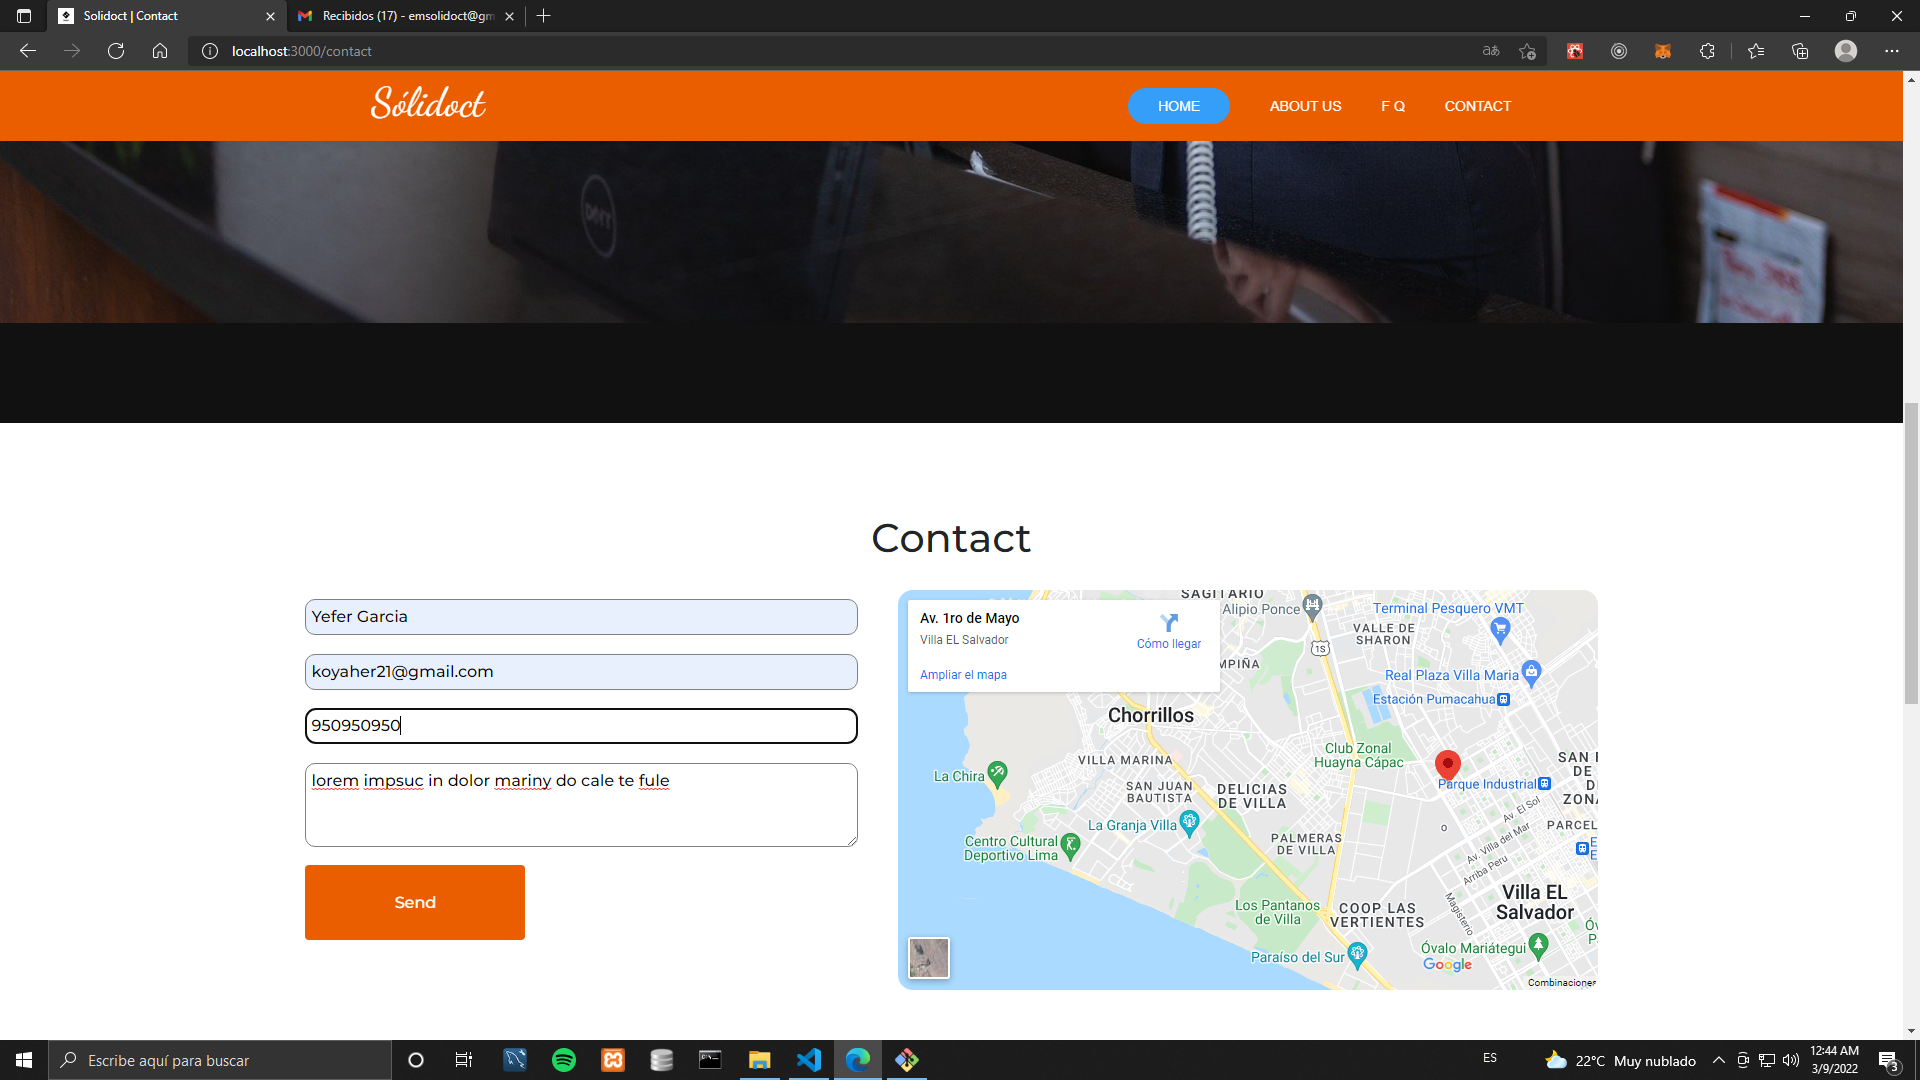 Solidoct | Contact
Recibidos (17) - emsolidoct@gm
localhost:3000/contact
Sólidoct
HOME
ABOUT US
F Q
CONTACT
Contact
Yefer Garcia
koyaher21@gmail.com
950950950
lorem impsuc in dolor mariny do cale te fule
Send
Av. 1ro de Mayo
Villa EL Salvador
Cómo llegar
Ampliar el mapa
SAGITARIO
Alipio Ponce
Terminal Pesquero VMT
VALLE DE
SHARON
1S
MPIÑA
Real Plaza Villa Maria
Estación Pumacahua
Chorrillos
Club Zonal
Huayna Cápac
VILLA MARINA
La Chira
SAN JUAN
BAUTISTA
DELICIAS
DE VILLA
Parque Industrial
DE
ZON
Av. El Sol
La Granja Villa
Av. Villa del Mar
PARCEL
PALMERAS
DE VILLA
Centro Cultural
Deportivo Lima
Arriba Peru
Magisterio
Villa EL
Salvador
Los Pantanos
de Villa
COOP LAS
VERTIENTES
Óvalo Mariátegui
Paraíso del Sur
Google
Combinaciones
Escribe aquí para buscar
ES
22°C Muy nublado
12:44 AM
3/9/2022
3